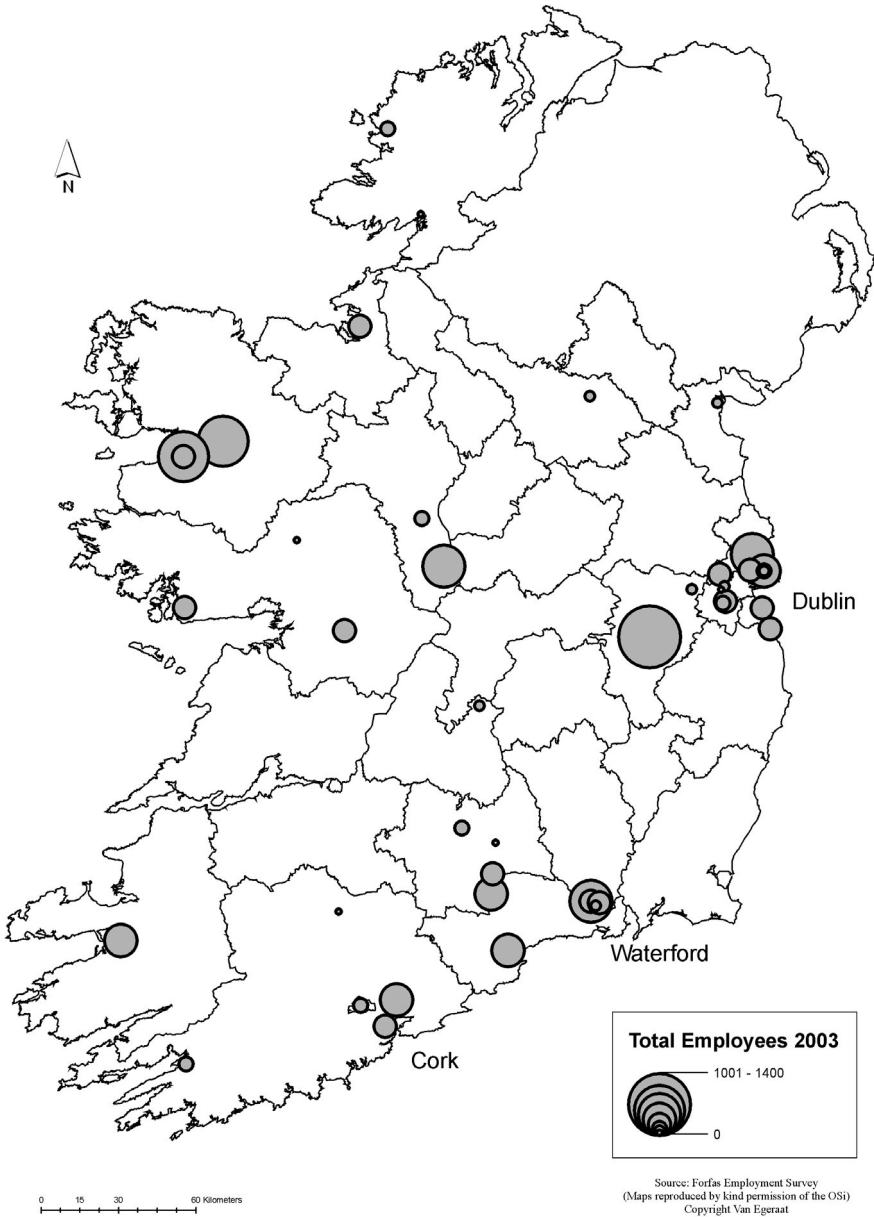 N
Dublin
Waterford
Cork
Total Employees 2003
1001 - 1400
0
0 15 30 60 Kilometers
Source: Forfas Employment Survey
(Maps reproduced by kind permission of the OSi)
Copyright Van Egeraat